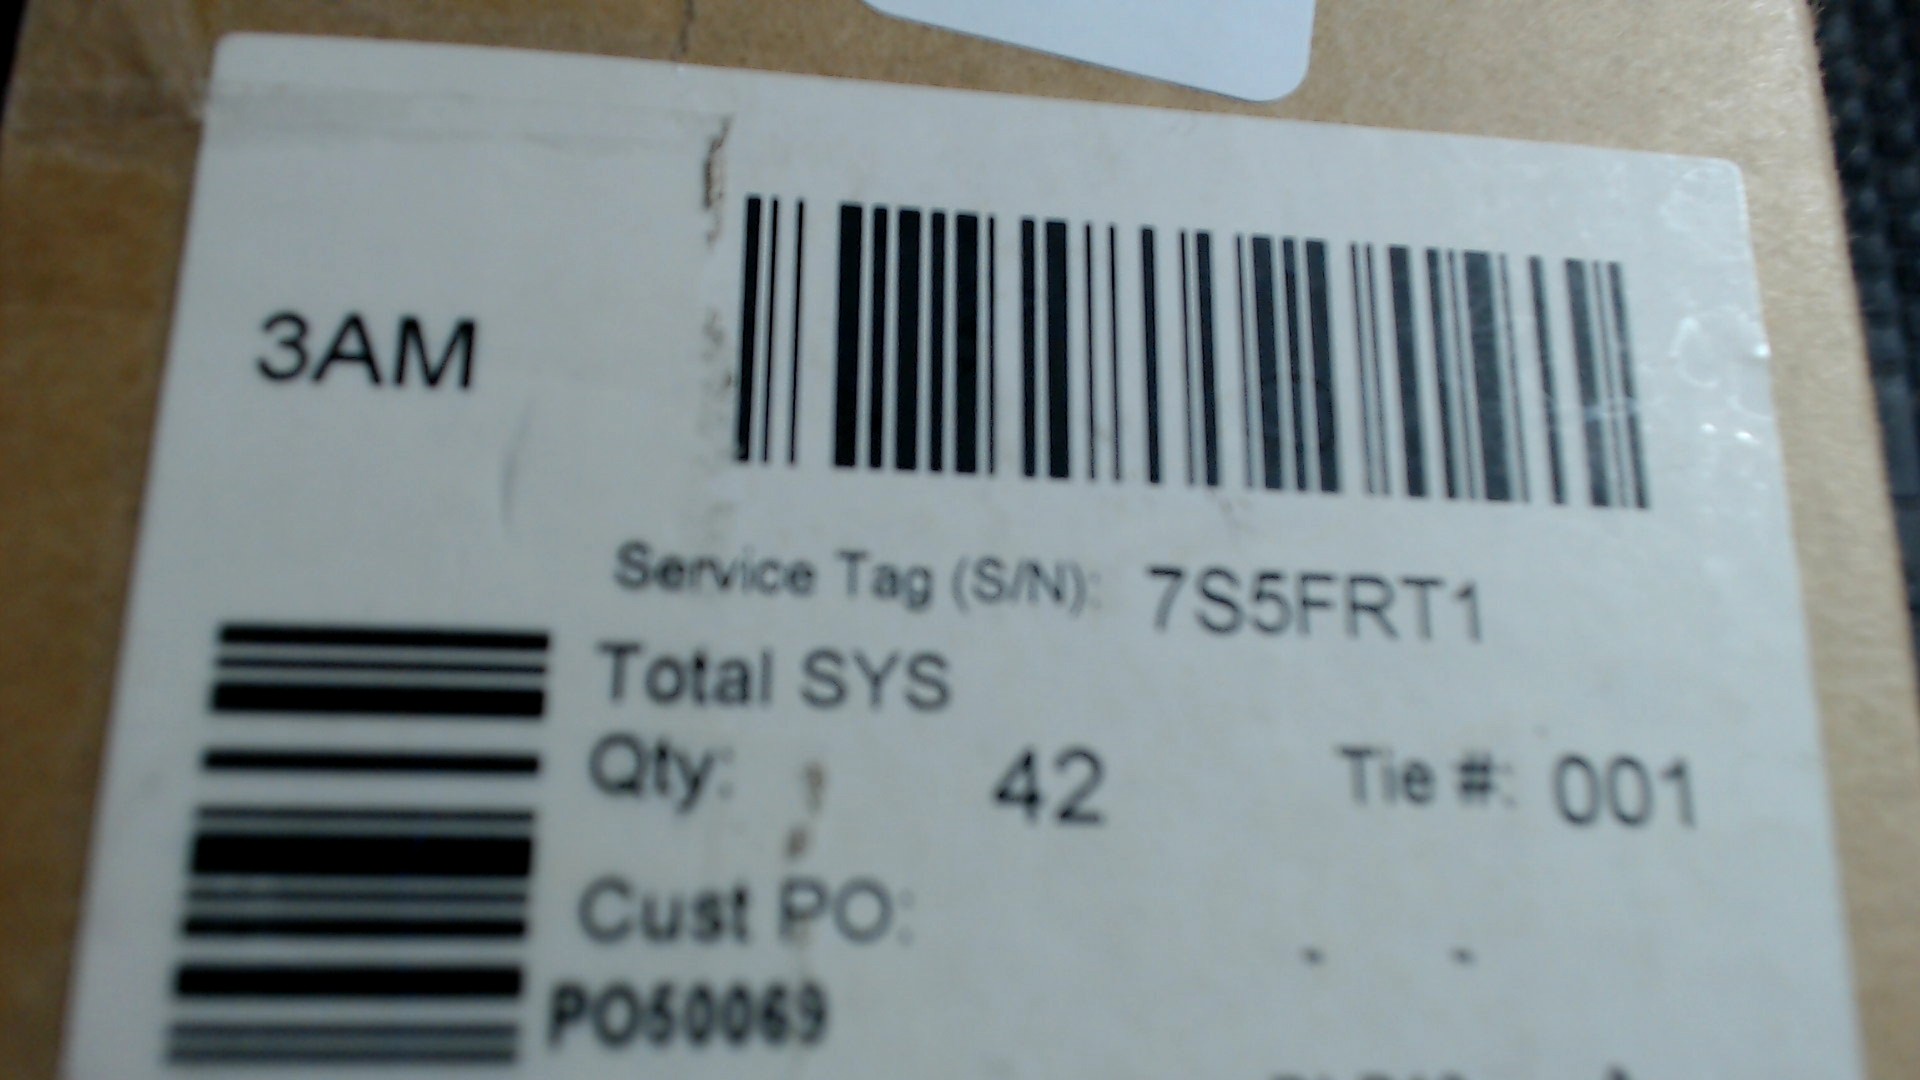 3AM
Service Tag (S/N): 7S5FRT1
Total SYS
Qty: 42 Tie #: 001
Cust PO:
PO50069